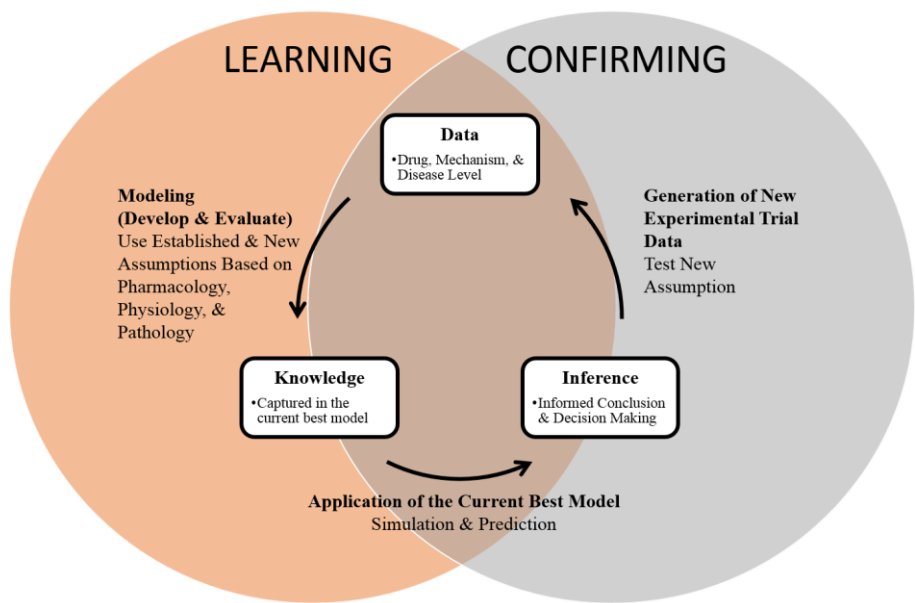 LEARNING
CONFIRMING
Data
•Drug, Mechanism, &
Disease Level
Modeling
(Develop & Evaluate)
Use Established & New
Assumptions Based on
Pharmacology,
Physiology, &
Pathology
Generation of New
Experimental Trial
Data
Test New
Assumption
Knowledge
•Captured in the
current best model
Inference
•Informed Conclusion
& Decision Making
Application of the Current Best Model
Simulation & Prediction